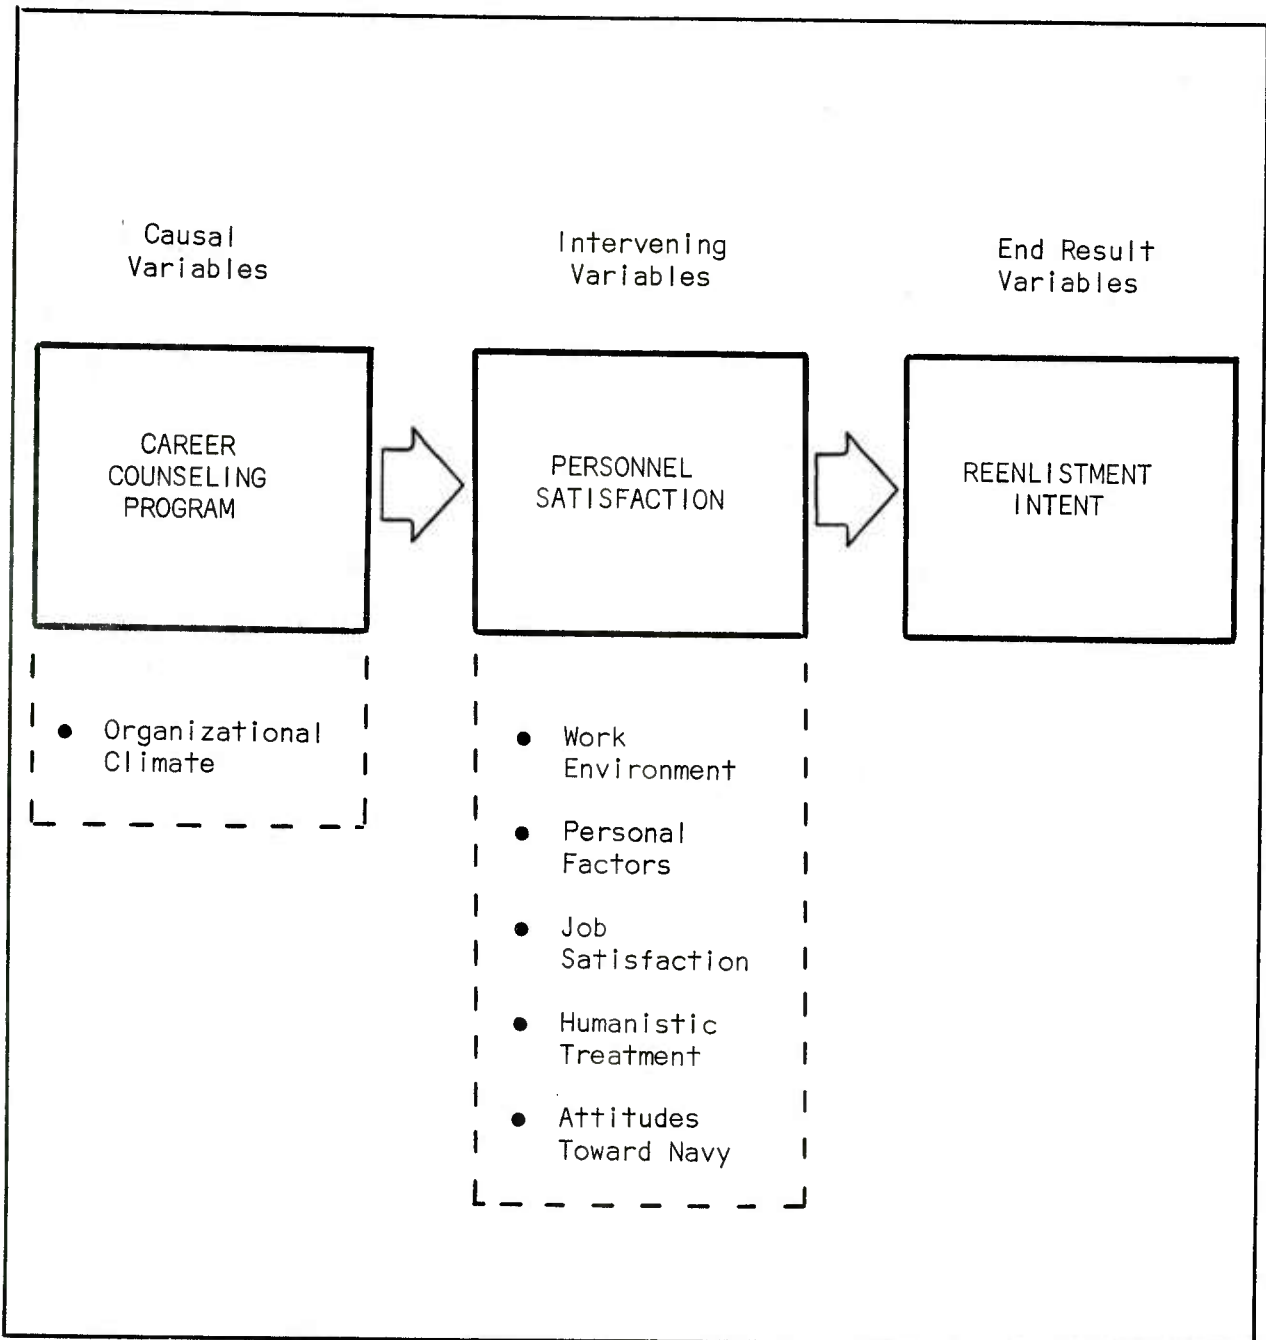 Causal
Variables
Intervening
Variables
End Result
Variables
CAREER
COUNSELING
PROGRAM
PERSONNEL
SATISFACTION
REENLISTMENT
INTENT
● Organizational
Climate
● Work
Environment
● Personal
Factors
● Job
Satisfaction
● Humanistic
Treatment
● Attitudes
Toward Navy